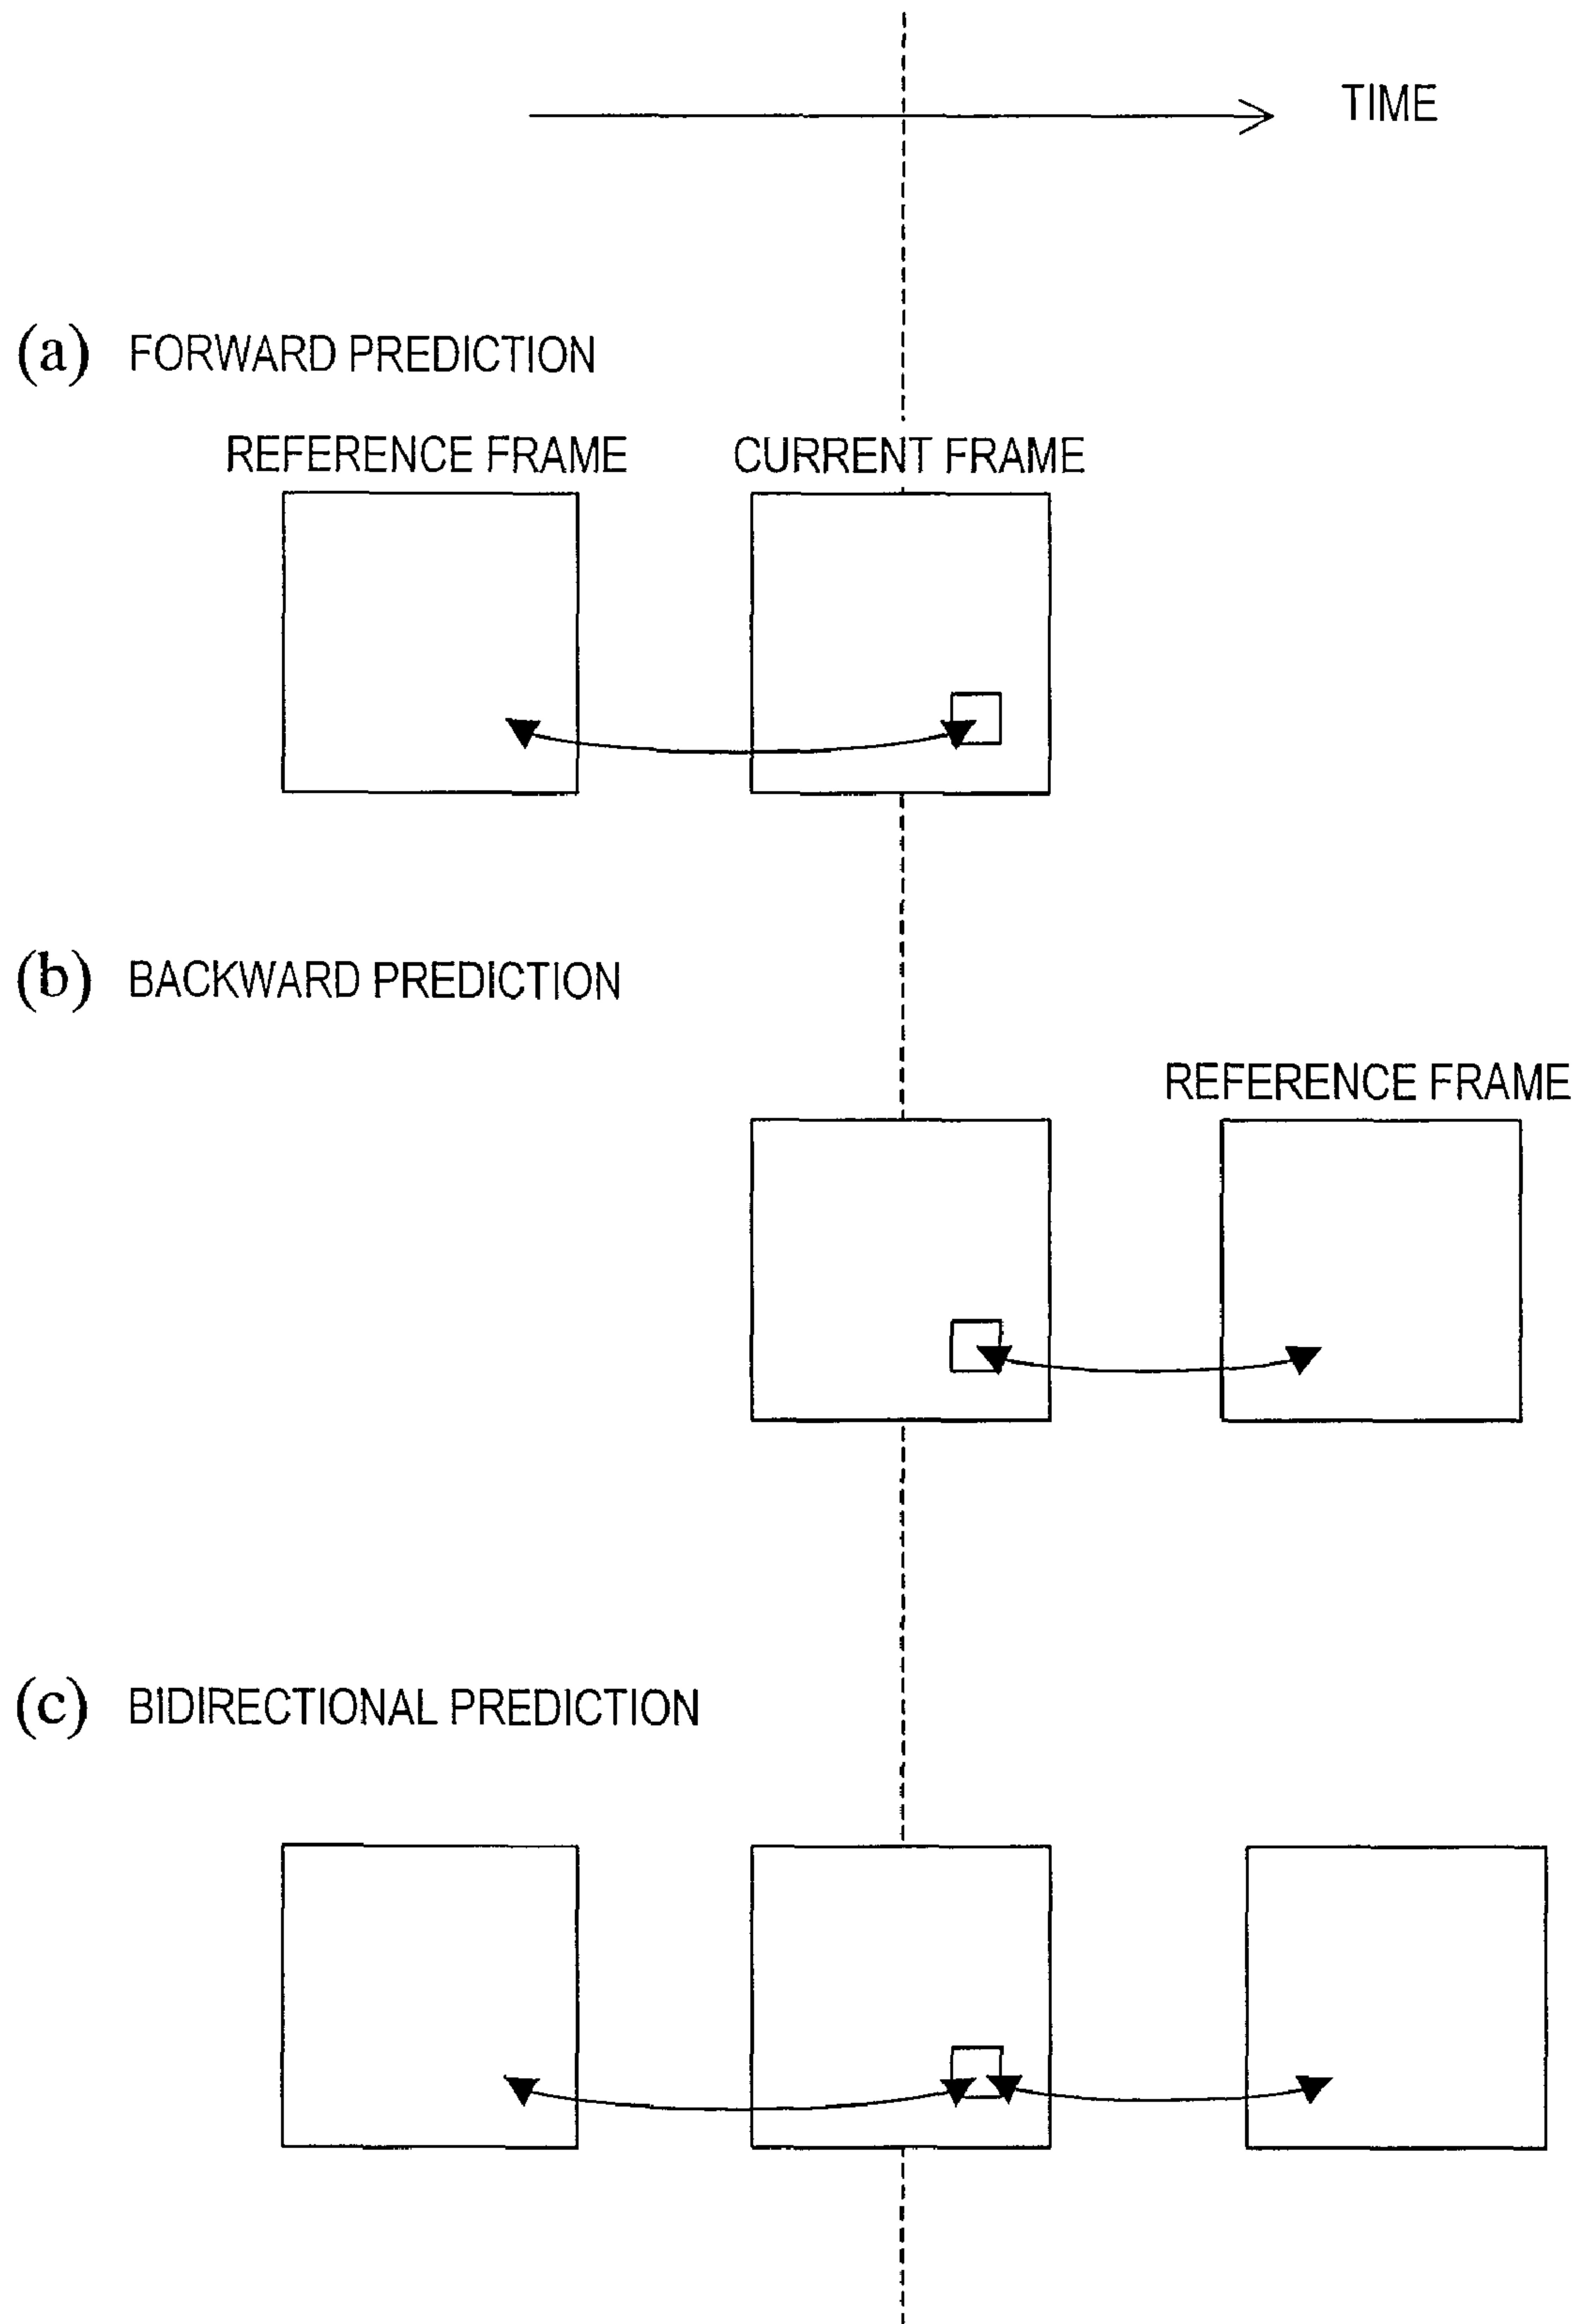 TIME
(a) FORWARD PREDICTION
REFERENCE FRAME CURRENT FRAME
(b) BACKWARD PREDICTION
REFERENCE FRAME
(c) BIDIRECTIONAL PREDICTION